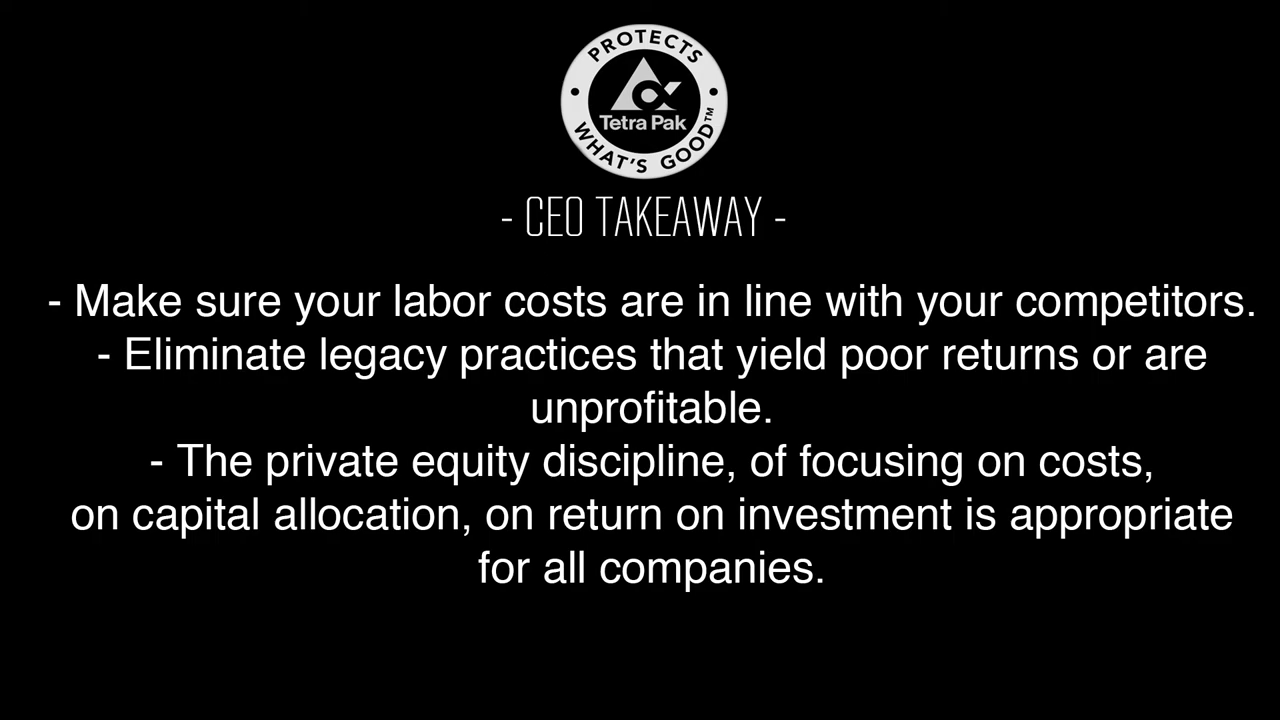 PROTECTS
Tetra Pak
WHAT'S GOOD™
- CEO TAKEAWAY -
- Make sure your labor costs are in line with your competitors.
- Eliminate legacy practices that yield poor returns or are
unprofitable.
- The private equity discipline, of focusing on costs,
on capital allocation, on return on investment is appropriate
for all companies.